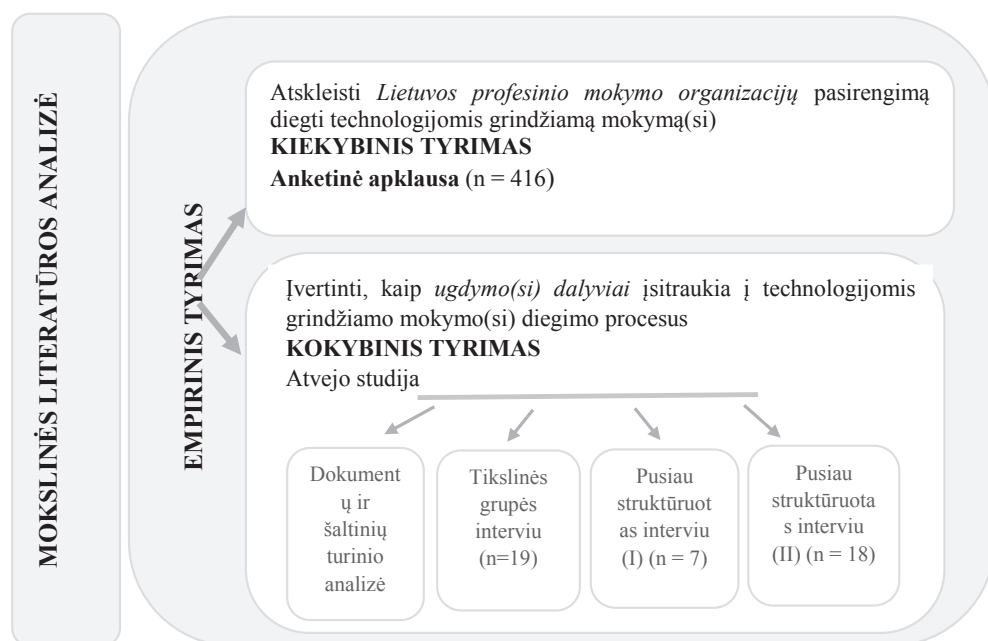 MOKSLINĖS LITERATŪROS ANALIZĖ
EMPIRINIS TYRIMAS
Atskleisti Lietuvos profesinio mokymo organizacijų pasirengimą
diegti technologijomis grindžiamą mokymą(si)
KIEKYBINIS TYRIMAS
Anketinė apklausa (n = 416)
Įvertinti, kaip ugdymo(si) dalyviai įsitraukia į technologijomis
grindžiamo mokymo(si) diegimo procesus
KOKYBINIS TYRIMAS
Atvejo studija
Dokument
ų ir
šaltinių
turinio
analizė
Tikslinės
grupės
interviu
(n=19)
Pusiau
struktūruot
as interviu
(I) (n = 7)
Pusiau
struktūruota
s interviu
(II) (n = 18)